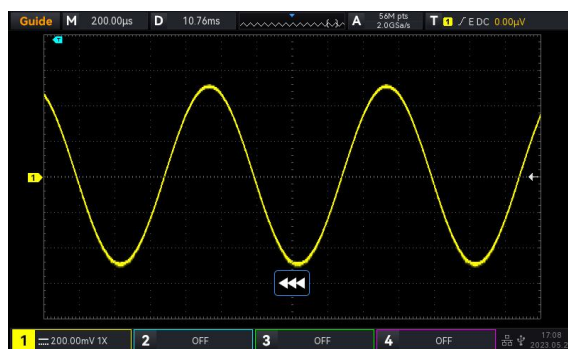 Guide M 200.00μs D 10.76ms A 56M pts 2.0GSa/s T 1 E DC 0.00μV
T
1
1 200.00mV 1X 2 OFF 3 OFF 4 OFF 17:08